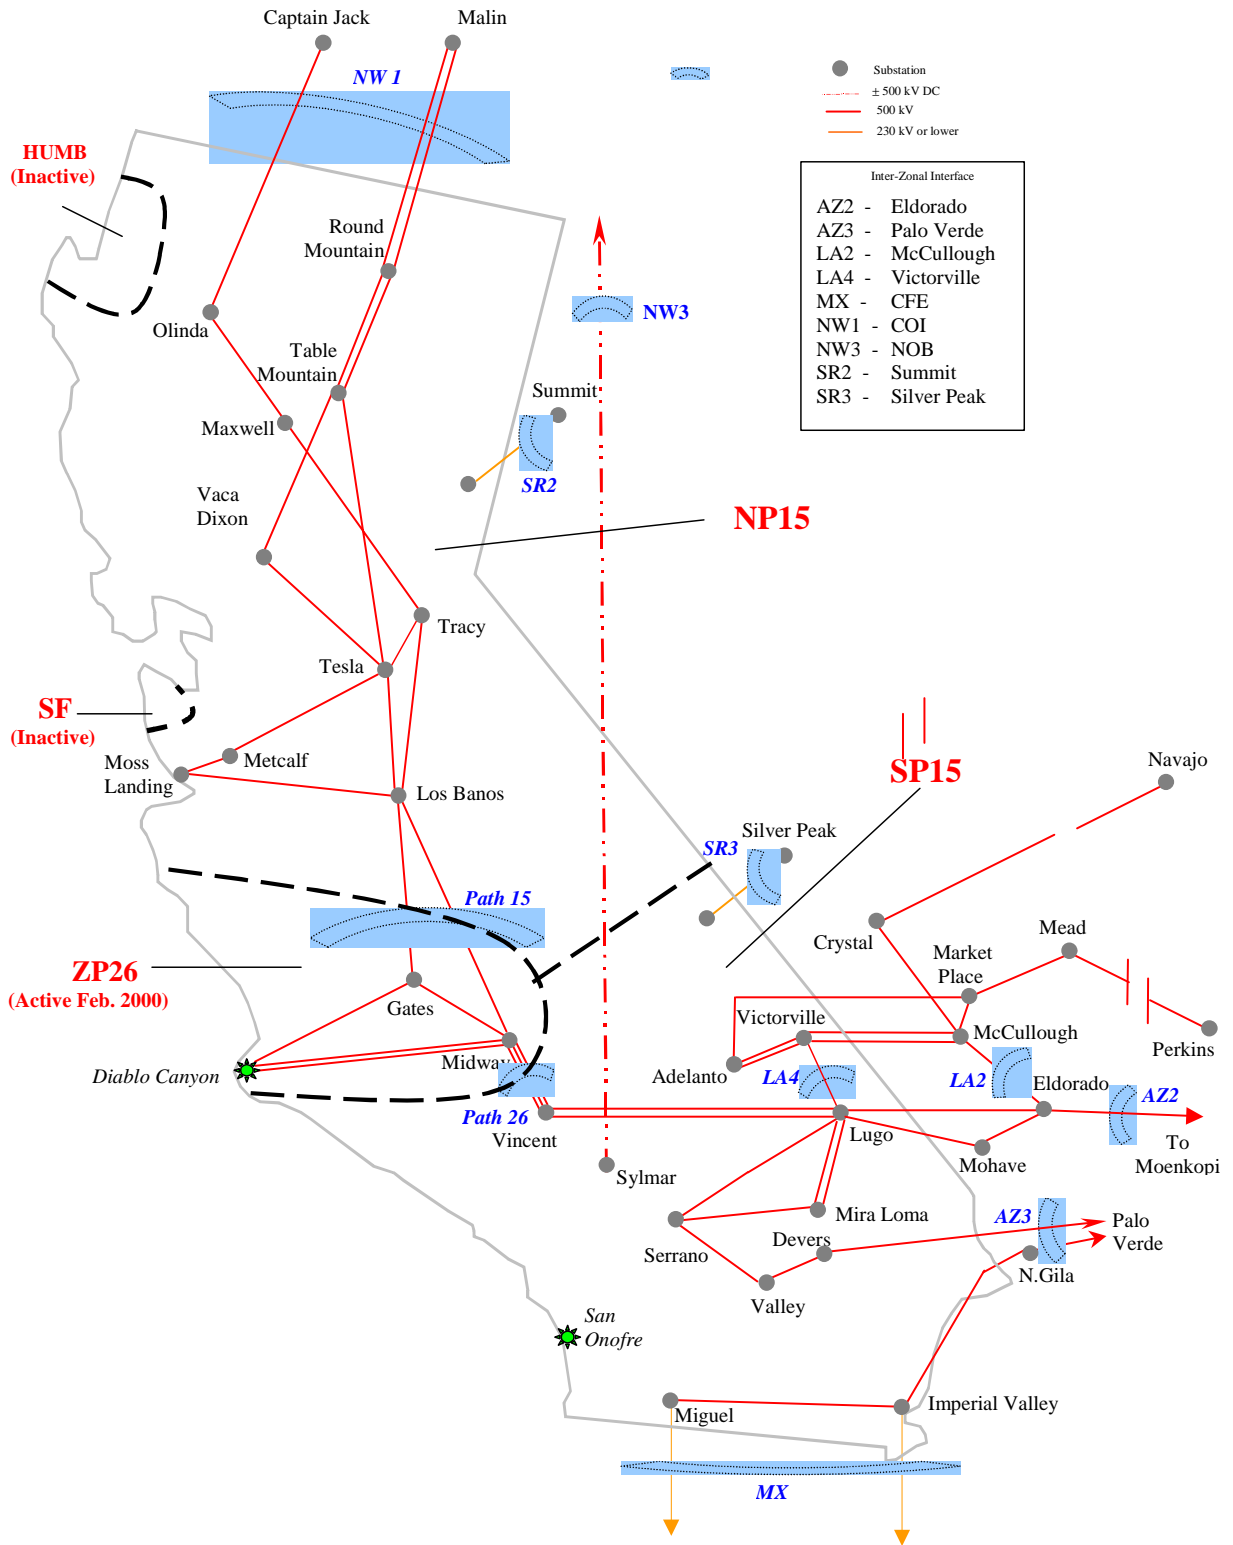 Captain Jack
Malin
NW 1
Substation
± 500 kV DC
500 kV
230 kV or lower
HUMB
(Inactive)
Inter-Zonal Interface
AZ2 - Eldorado
AZ3 - Palo Verde
LA2 - McCullough
LA4 - Victorville
MX - CFE
NW1 - COI
NW3 - NOB
SR2 - Summit
SR3 - Silver Peak
Round
Mountain
Olinda
NW3
Table
Mountain
Summit
Maxwell
SR2
Vaca
Dixon
NP15
Tracy
Tesla
SF
(Inactive)
Moss
Landing
Metcalf
Los Banos
SP15
Navajo
Silver Peak
SR3
Path 15
Crystal
Market
Place
Mead
ZP26
(Active Feb. 2000)
Gates
Victorville
McCullough
Perkins
Midway
Diablo Canyon
Adelanto
LA4
LA2
Eldorado
AZ2
Path 26
Vincent
Lugo
Mohave
To
Moenkopi
Sylmar
Mira Loma
AZ3
Palo
Verde
Serrano
Devers
N.Gila
Valley
San
Onofre
Miguel
Imperial Valley
MX